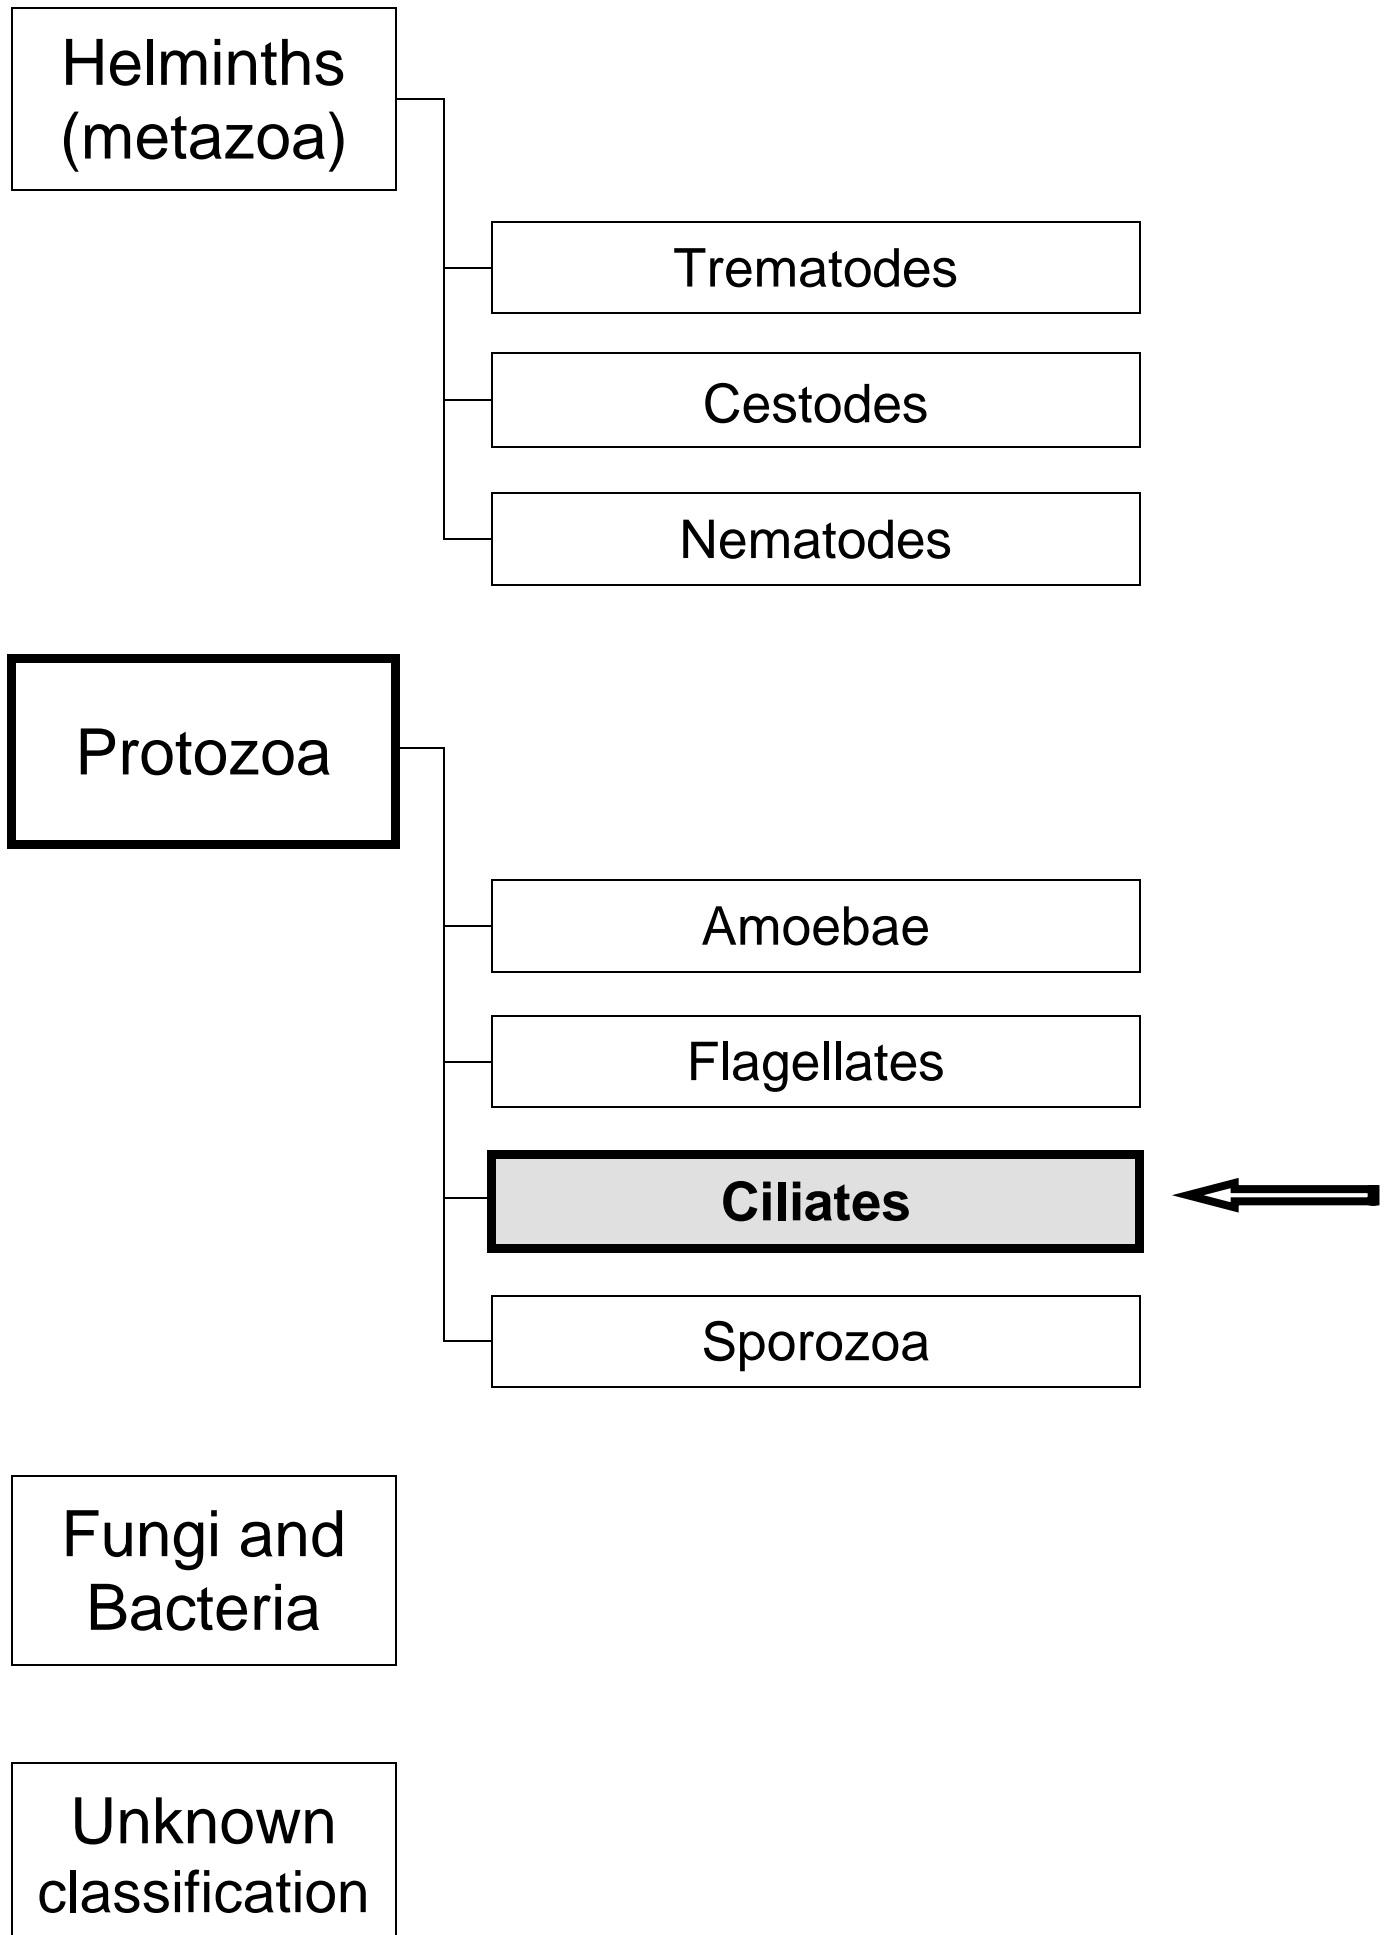 Helminths
(metazoa)
Trematodes
Cestodes
Nematodes
Protozoa
Amoebae
Flagellates
Ciliates
Sporozoa
Fungi and
Bacteria
Unknown
classification